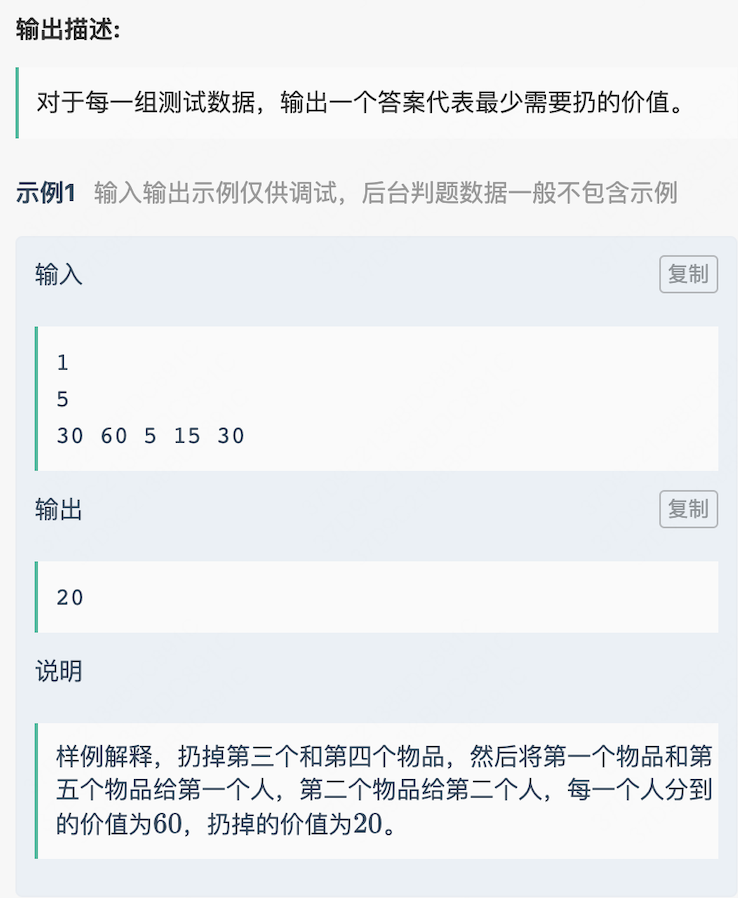 输出描述:
对于每一组测试数据，输出一个答案代表最少需要扔的价值。
示例1 输入输出示例仅供调试，后台判题数据一般不包含示例
输入
复制
1
5
30 60 5 15 30
输出
复制
20
说明
样例解释，扔掉第三个和第四个物品，然后将第一个物品和第
五个物品给第一个人，第二个物品给第二个人，每一个人分到
的价值为60，扔掉的价值为20。